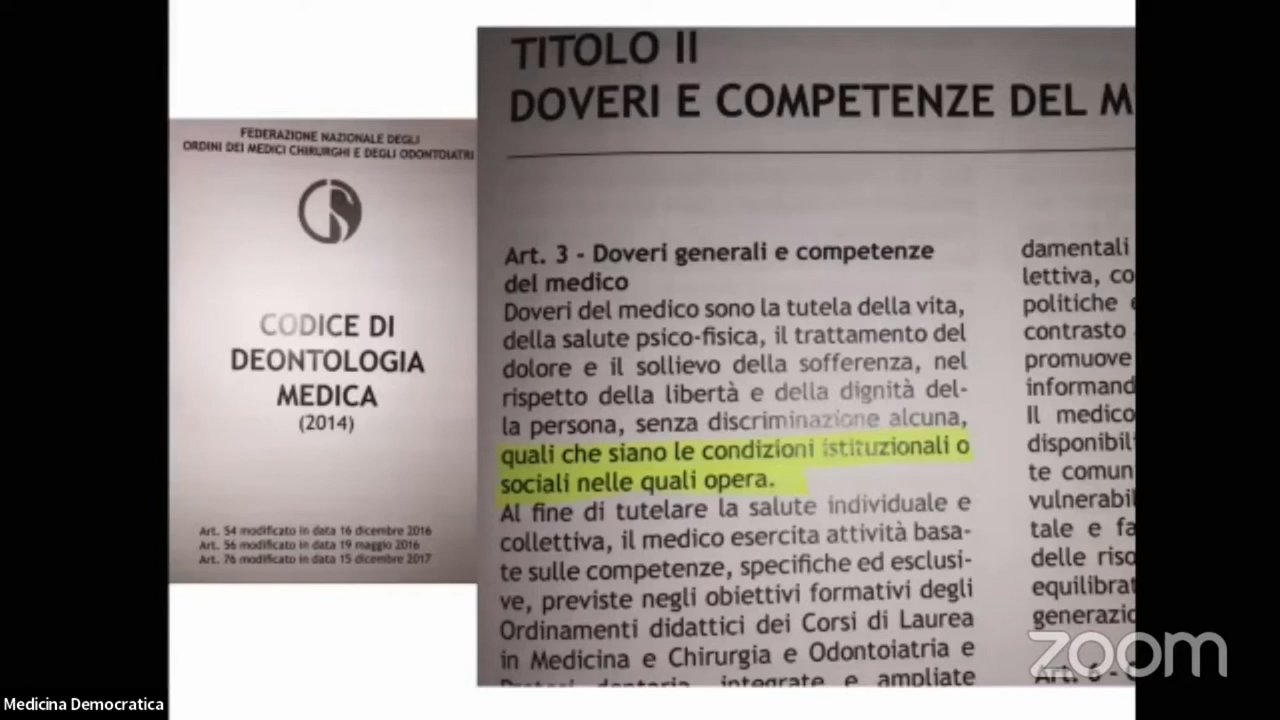 FEDERAZIONE NAZIONALE DEGLI
ORDINI DEI MEDICI CHIRURGHI E DEGLI ODONTOIATRI
CODICE DI
DEONTOLOGIA
MEDICA
(2014)
Art. 54 modificato in data 16 dicembre 2016
Art. 56 modificato in data 19 maggio 2016
Art. 76 modificato in data 15 dicembre 2017
TITOLO II
DOVERI E COMPETENZE DEL M
Art. 3 - Doveri generali e competenze
del medico
Doveri del medico sono la tutela della vita,
della salute psico-fisica, il trattamento del
dolore e il sollievo della sofferenza, nel
rispetto della libertà e della dignità del-
la persona, senza discriminazione alcuna,
quali che siano le condizioni istituzionali o
sociali nelle quali opera.
Al fine di tutelare la salute individuale e
collettiva, il medico esercita attività basa-
te sulle competenze, specifiche ed esclusi-
ve, previste negli obiettivi formativi degli
Ordinamenti didattici dei Corsi di Laurea
in Medicina e Chirurgia e Odontoiatria e
integrate e ampliate
damentali
lettiva, co
politiche e
contrasto
promuove
informand
Il medico
disponibil
te comun
vulnerabil
tale e fa
delle riso
equilibrat
generazio
Art. 6 -
zoom
Medicina Democratica